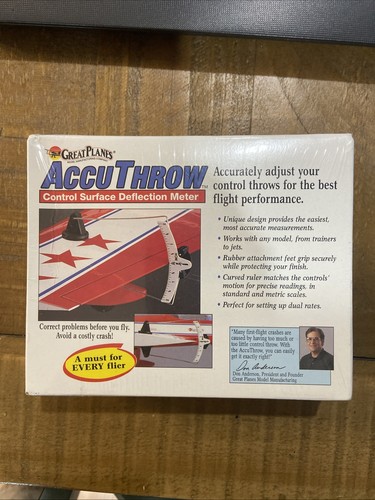 GREAT PLANES®
ACCUTHROW™
Control Surface Deflection Meter
Accurately adjust your
control throws for the best
flight performance.
• Unique design provides the easiest,
most accurate measurements.
• Works with any model, from trainers
to jets.
• Rubber attachment feet grip securely
while protecting your finish.
• Curved ruler matches the controls'
motion for precise readings, in
standard and metric scales.
• Perfect for setting up dual rates.
Correct problems before you fly.
Avoid a costly crash!
A must for
EVERY flier
"Many first-flight crashes are
caused by having too much or
too little control throw. With
the AccuThrow, you can easily
get it exactly right!"
Don Anderson
Don Anderson, President and Founder
Great Planes Model Manufacturing